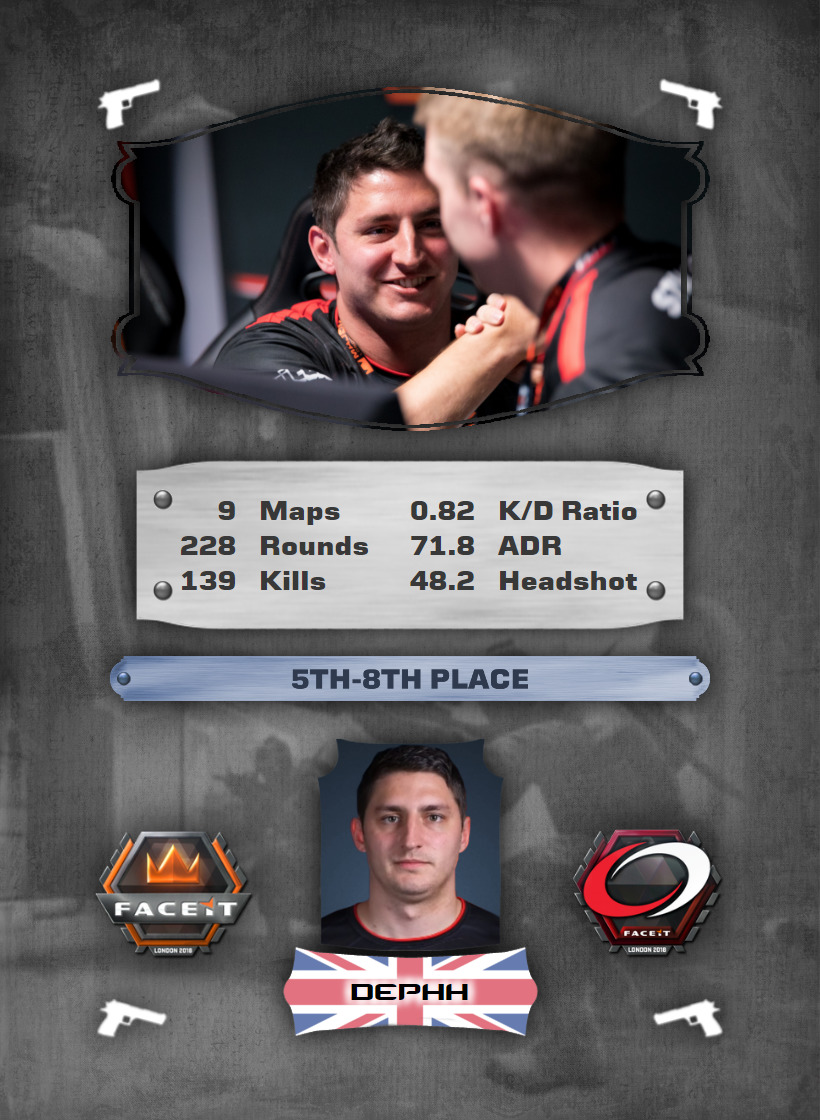 9 Maps 0.82 K/D Ratio
228 Rounds 71.8 ADR
139 Kills 48.2 Headshot
5TH-8TH PLACE
FACEIT
LONDON 2018
FACEIT
LONDON 2018
DEPHH